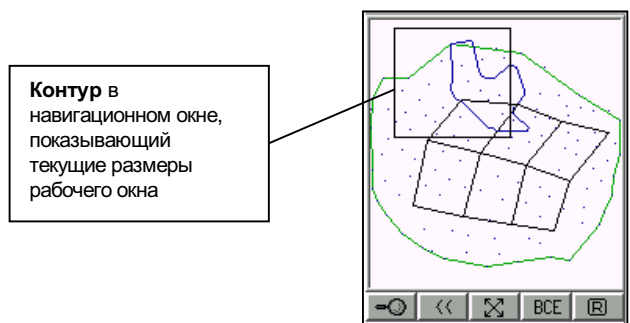 Контур в
навигационном окне,
показывающий
текущие размеры
рабочего окна
<< ВСЕ R